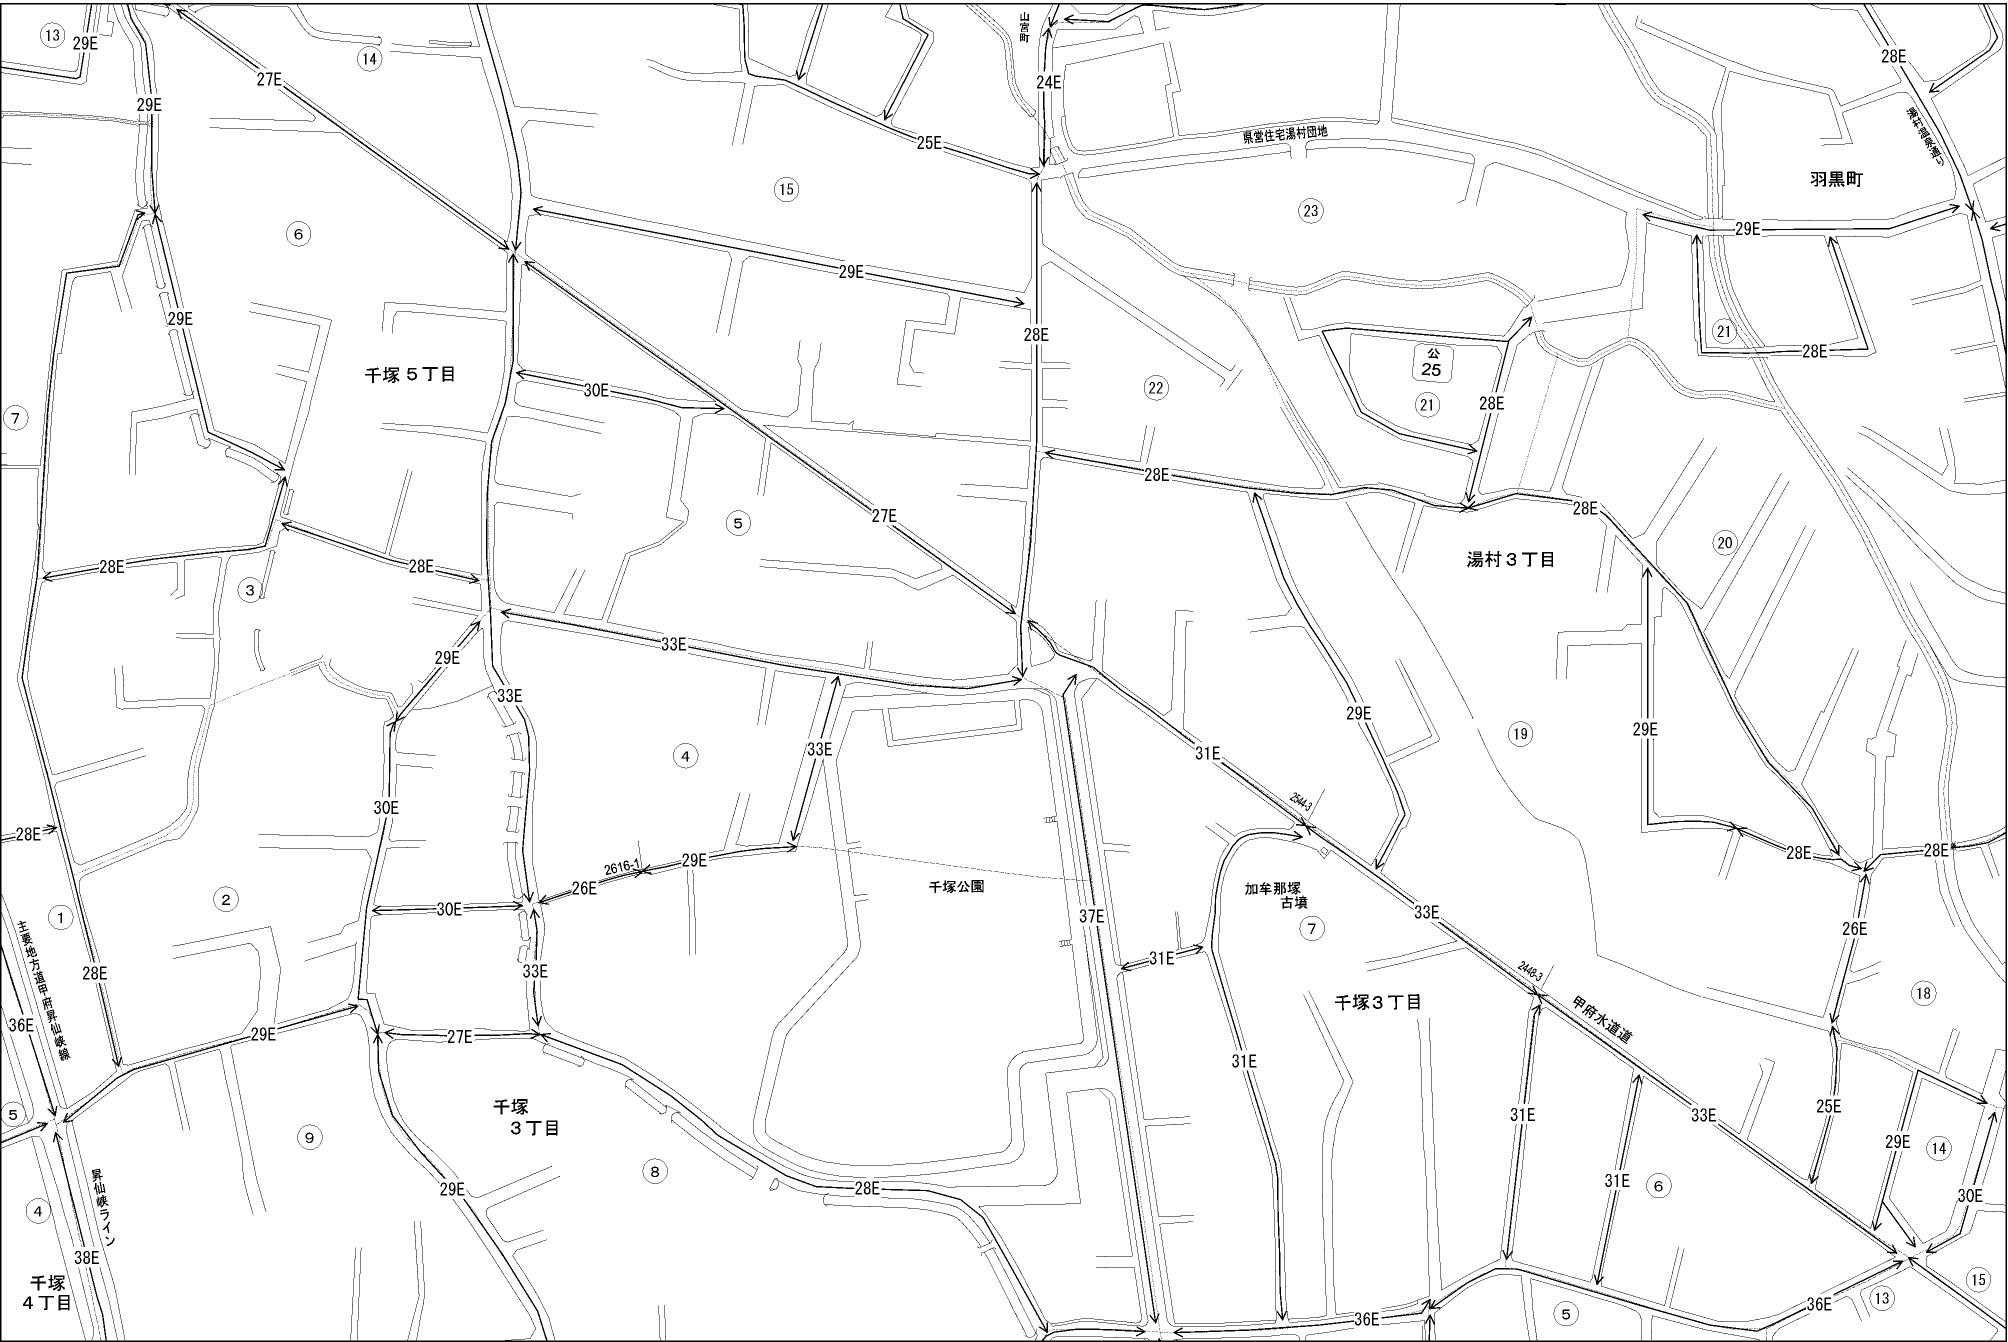 13
29E
14
27E
29E
山宮町
24E
25E
15
県営住宅湯村団地
28E
湯村温泉通り
羽黒町
23
29E
6
29E
29E
28E
21
28E
千塚5丁目
30E
22
公
25
21
28E
7
28E
5
27E
28E
湯村3丁目
20
28E
28E
3
33E
29E
33E
29E
29E
19
4
33E
31E
2544-3
30E
28E
28E
28E
2616-1
29E
26E
千塚公園
加牟那塚
古墳
7
30E
2
1
37E
33E
26E
主要地方道甲府昇仙峡線
28E
33E
31E
2448-3
千塚3丁目
甲府水道道
18
36E
29E
27E
31E
5
千塚
3丁目
31E
33E
25E
29E
14
9
8
28E
29E
31E
6
30E
4
昇仙峡ライン
38E
千塚
4丁目
36E
5
36E
13
15